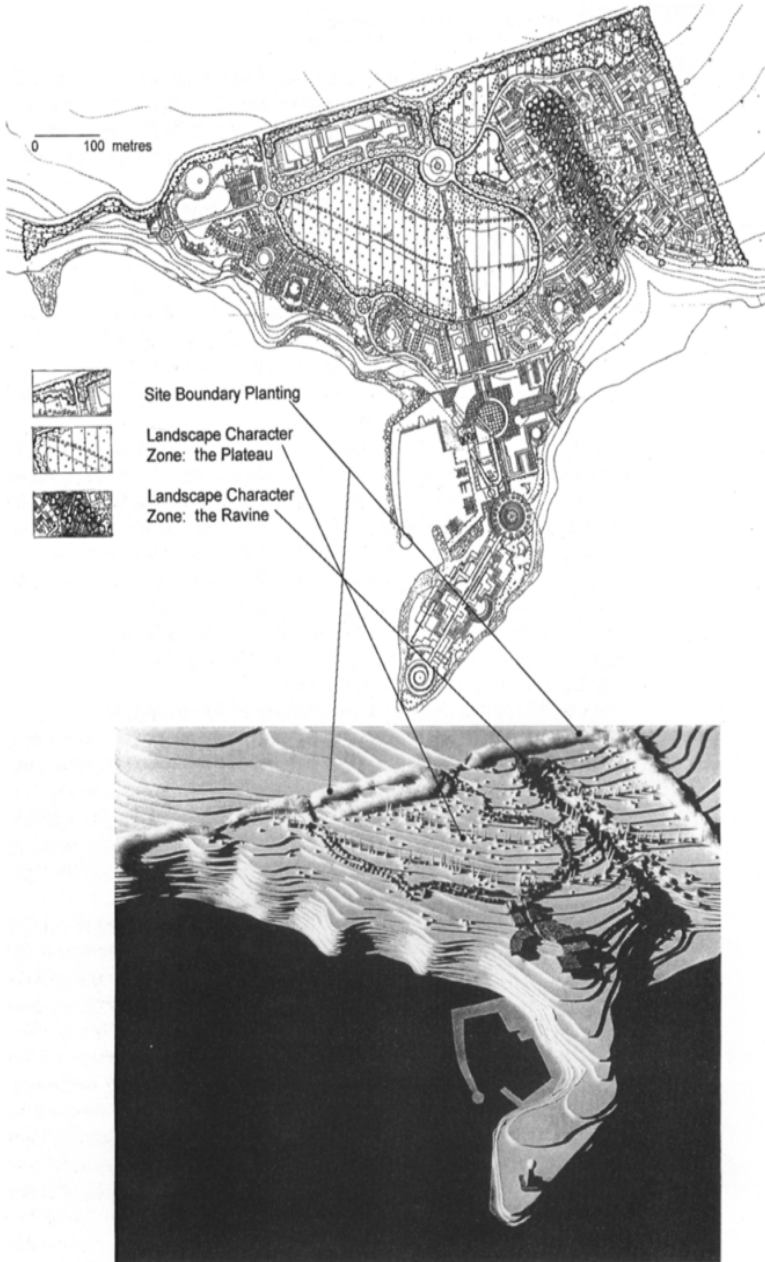 0 100 metres
Site Boundary Planting
Landscape Character
Zone: the Plateau
Landscape Character
Zone: the Ravine